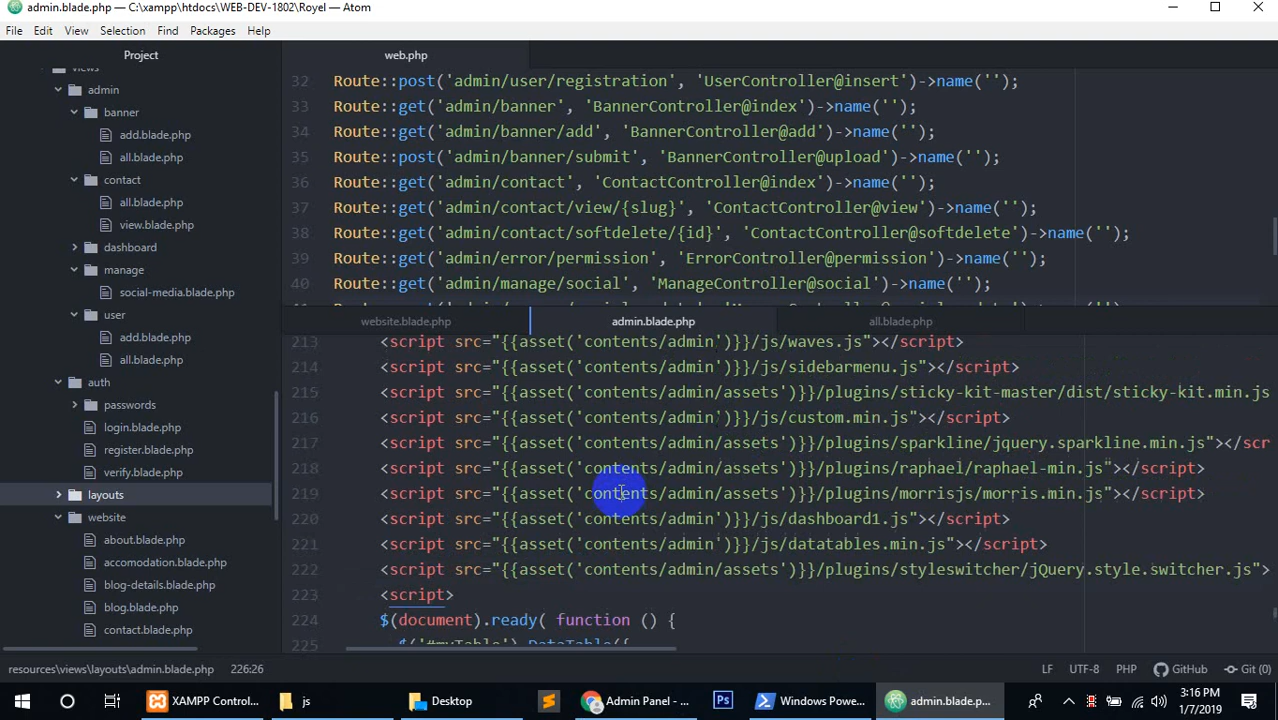 admin.blade.php — C:\xampp\htdocs\WEB-DEV-1802\Royel — Atom
File Edit View Selection Find Packages Help
Project
views
admin
banner
add.blade.php
all.blade.php
contact
all.blade.php
view.blade.php
dashboard
manage
social-media.blade.php
user
add.blade.php
all.blade.php
auth
passwords
login.blade.php
register.blade.php
verify.blade.php
layouts
website
about.blade.php
accomodation.blade.php
blog-details.blade.php
blog.blade.php
contact.blade.php
web.php
32 Route::post('admin/user/registration', 'UserController@insert')->name('');
33 Route::get('admin/banner', 'BannerController@index')->name('');
34 Route::get('admin/banner/add', 'BannerController@add')->name('');
35 Route::post('admin/banner/submit', 'BannerController@upload')->name('');
36 Route::get('admin/contact', 'ContactController@index')->name('');
37 Route::get('admin/contact/view/{slug}', 'ContactController@view')->name('');
38 Route::get('admin/contact/softdelete/{id}', 'ContactController@softdelete')->name('');
39 Route::get('admin/error/permission', 'ErrorController@permission')->name('');
40 Route::get('admin/manage/social', 'ManageController@social')->name('');
website.blade.php admin.blade.php all.blade.php
213 <script src="{{asset('contents/admin')}}/js/waves.js"></script>
214 <script src="{{asset('contents/admin')}}/js/sidebarmenu.js"></script>
215 <script src="{{asset('contents/admin/assets')}}/plugins/sticky-kit-master/dist/sticky-kit.min.js
216 <script src="{{asset('contents/admin')}}/js/custom.min.js"></script>
217 <script src="{{asset('contents/admin/assets')}}/plugins/sparkline/jquery.sparkline.min.js"></scr
218 <script src="{{asset('contents/admin/assets')}}/plugins/raphael/raphael-min.js"></script>
219 <script src="{{asset('contents/admin/assets')}}/plugins/morrisjs/morris.min.js"></script>
220 <script src="{{asset('contents/admin')}}/js/dashboard1.js"></script>
221 <script src="{{asset('contents/admin')}}/js/datatables.min.js"></script>
222 <script src="{{asset('contents/admin/assets')}}/plugins/styleswitcher/jQuery.style.switcher.js">
223 <script>
224 $(document).ready( function () {
225 $('#myTable').DataTable({
resources\views\layouts\admin.blade.php 226:26 LF UTF-8 PHP GitHub Git (0)
XAMPP Control... js Desktop Admin Panel - ... Ps Windows Powe... admin.blade.p... 3:16 PM
1/7/2019